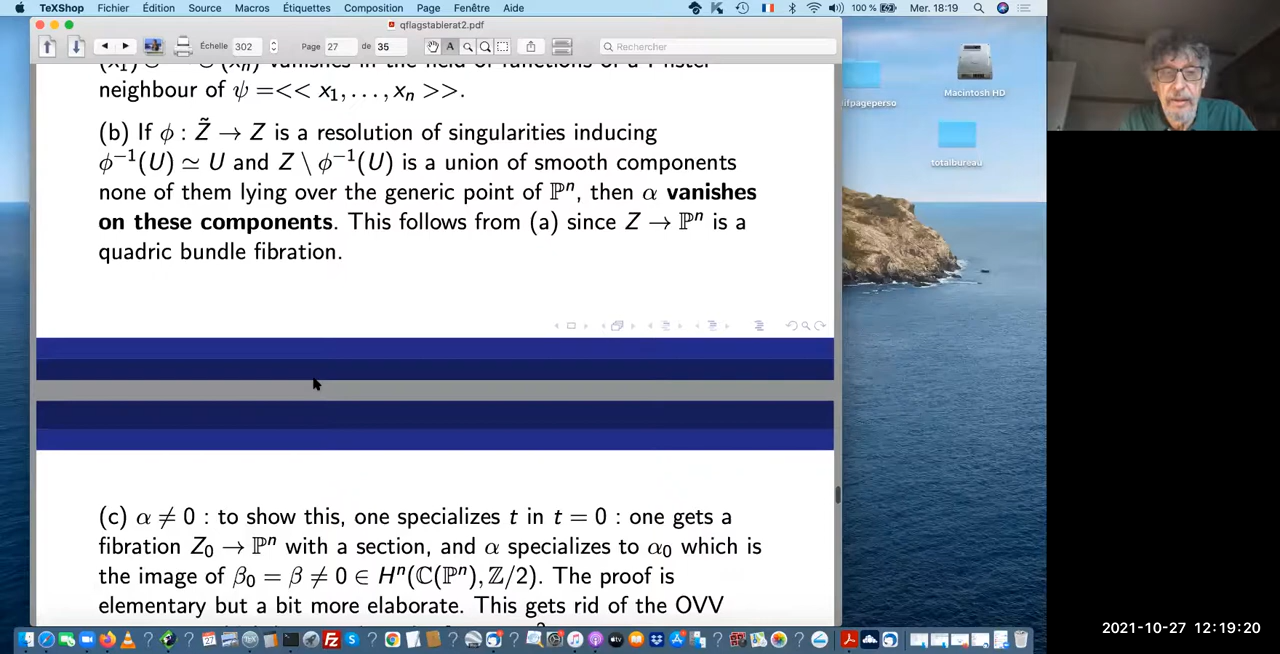 TeXShop Fichier Édition Source Macros Étiquettes Composition Page Fenêtre Aide 100 % Mer. 18:19
qflagstablerat2.pdf
Échelle 302 Page 27 de 35 Rechercher
neighbour of ψ =<< x₁, . . . , xₙ >>.
(b) If ϕ : Z̃ → Z is a resolution of singularities inducing
ϕ⁻¹(U) ≃ U and Z \ ϕ⁻¹(U) is a union of smooth components
none of them lying over the generic point of ℙⁿ, then α vanishes
on these components. This follows from (a) since Z → ℙⁿ is a
quadric bundle fibration.
(c) α ≠ 0 : to show this, one specializes t in t = 0 : one gets a
fibration Z₀ → ℙⁿ with a section, and α specializes to α₀ which is
the image of β₀ = β ≠ 0 ∈ Hⁿ(ℂ(ℙⁿ), ℤ/2). The proof is
elementary but a bit more elaborate. This gets rid of the OVV
Macintosh HD
ifpageperso
totalbureau
2021-10-27 12:19:20